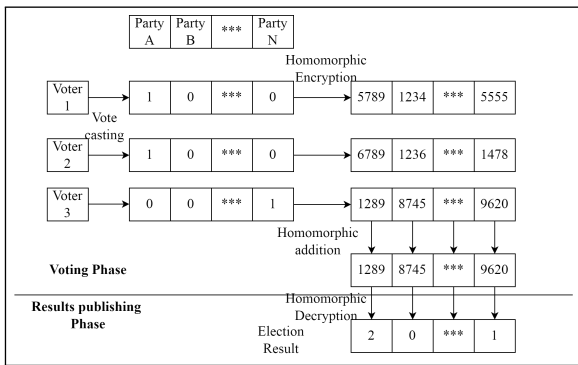 Party A Party B *** Party N
Homomorphic Encryption
Voter 1 1 0 *** 0 5789 1234 *** 5555
Vote casting
Voter 2 1 0 *** 0 6789 1236 *** 1478
Voter 3 0 0 *** 1 1289 8745 *** 9620
Homomorphic addition
Voting Phase 1289 8745 *** 9620
Results publishing Phase
Homomorphic Decryption
Election Result 2 0 *** 1